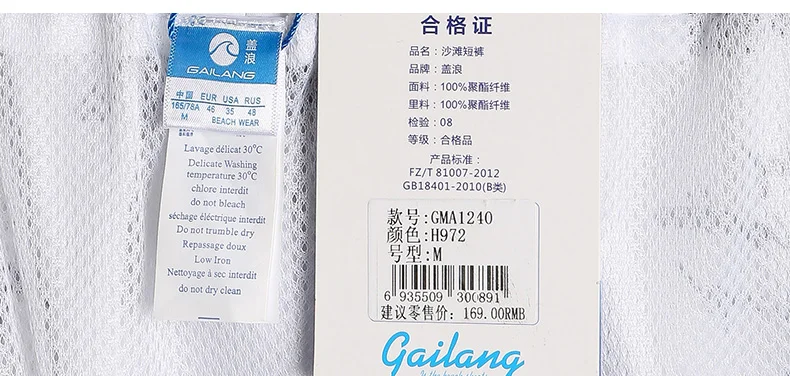 盖
浪
GAILANG
中国 EUR USA RUS
165/78A 46 35 48
M BEACH WEAR
Lavage délicat 30°C
Delicate Washing
temperature 30°C
chlore interdit
do not bleach
séchage électrique interdit
Do not tumble dry
Repassage doux
Low Iron
Nettoyage à sec interdit
do not dry clean
合格证
品名：沙滩短裤
品牌：盖浪
面料：100%聚酯纤维
里料：100%聚酯纤维
检验：08
等级：合格品
产品标准：
FZ/T 81007-2012
GB18401-2010(B类)
款号:GMA1240
颜色:H972
号型:M
6 935509 300891
建议零售价: 169.00RMB
Gailang